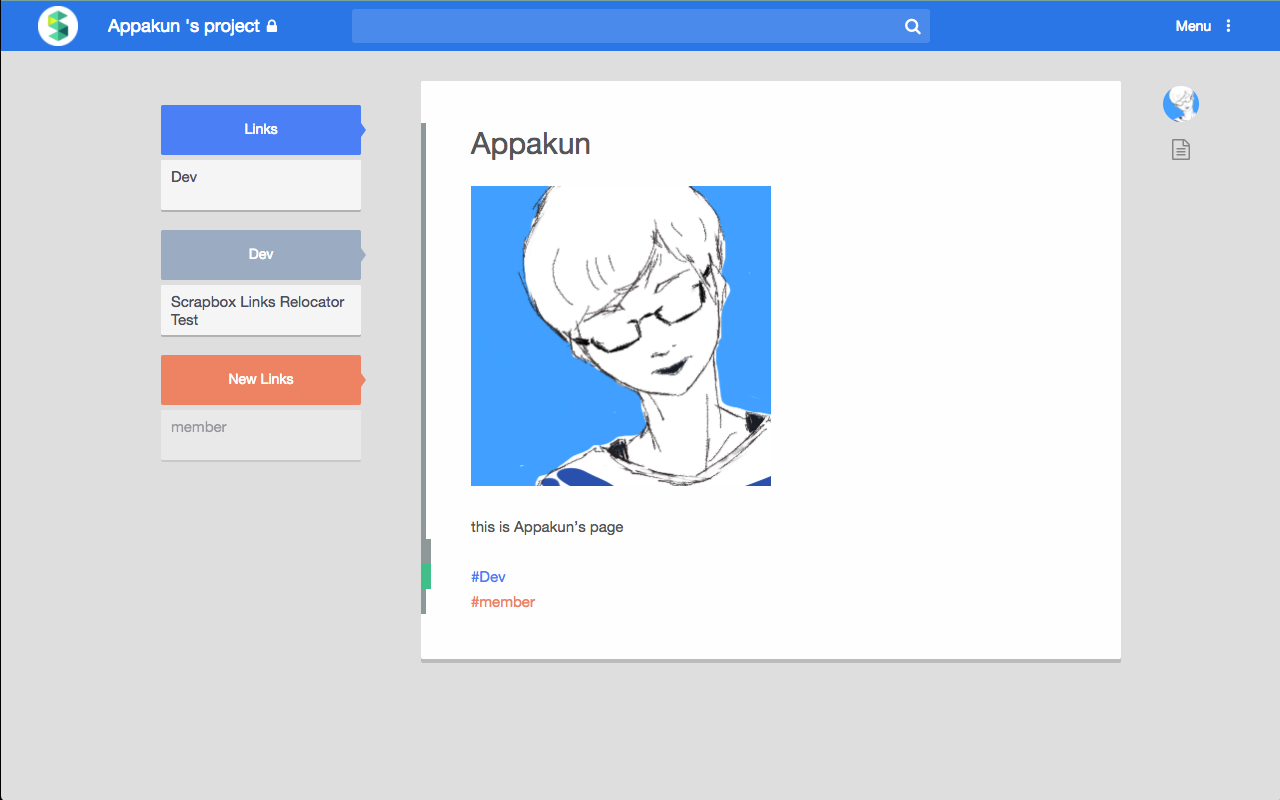 Appakun 's project
Menu
Links
Dev
Dev
Scrapbox Links Relocator
Test
New Links
member
Appakun
this is Appakun's page
#Dev
#member